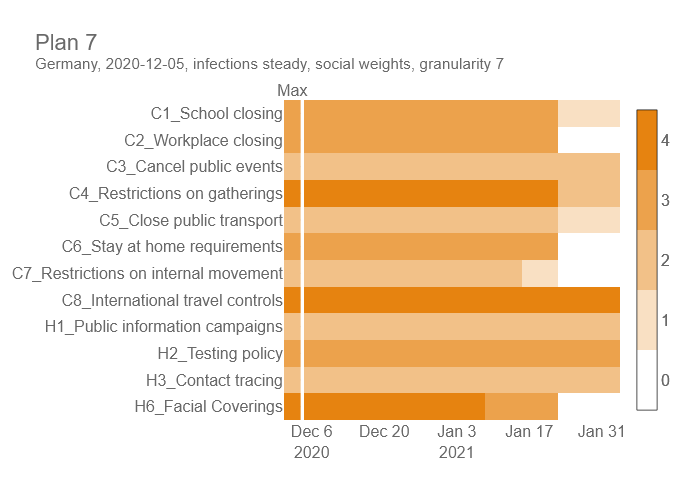 Plan 7
Germany, 2020-12-05, infections steady, social weights, granularity 7
Max
C1_School closing
C2_Workplace closing
C3_Cancel public events
C4_Restrictions on gatherings
C5_Close public transport
C6_Stay at home requirements
C7_Restrictions on internal movement
C8_International travel controls
H1_Public information campaigns
H2_Testing policy
H3_Contact tracing
H6_Facial Coverings
4
3
2
1
0
Dec 6 Dec 20 Jan 3 Jan 17 Jan 31
2020 2021